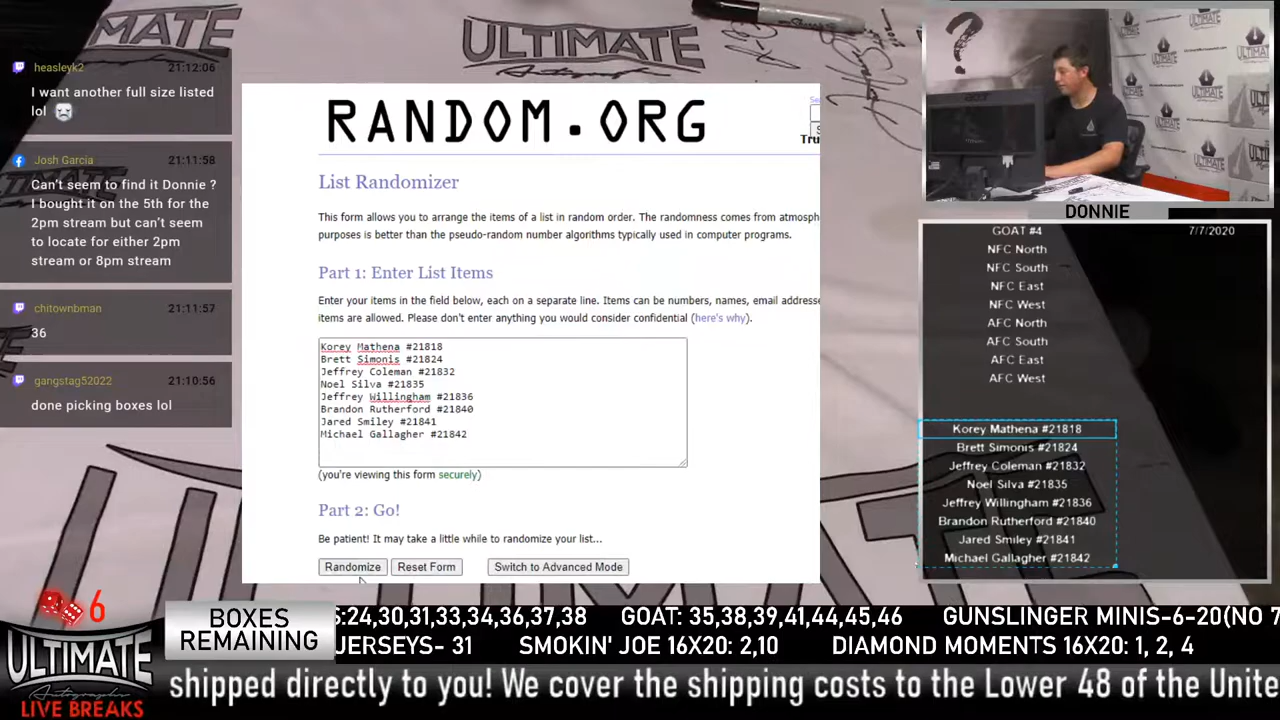 heasleyk2 21:12:06
I want another full size listed
lol
Josh Garcia 21:11:58
Can't seem to find it Donnie ?
I bought it on the 5th for the
2pm stream but can't seem
to locate for either 2pm
stream or 8pm stream
chitownbman 21:11:57
36
gangstag52022 21:10:56
done picking boxes lol
ULTIMATE
RANDOM.ORG
Tru
List Randomizer
This form allows you to arrange the items of a list in random order. The randomness comes from atmosph
purposes is better than the pseudo-random number algorithms typically used in computer programs.
Part 1: Enter List Items
Enter your items in the field below, each on a separate line. Items can be numbers, names, email addresse
items are allowed. Please don't enter anything you would consider confidential (here's why).
Korey Mathena #21818
Brett Simonis #21824
Jeffrey Coleman #21832
Noel Silva #21835
Jeffrey Willingham #21836
Brandon Rutherford #21840
Jared Smiley #21841
Michael Gallagher #21842
(you're viewing this form securely)
Part 2: Go!
Be patient! It may take a little while to randomize your list...
Randomize Reset Form Switch to Advanced Mode
acer
DONNIE
GOAT #4 7/7/2020
NFC North
NFC South
NFC East
NFC West
AFC North
AFC South
AFC East
AFC West
Korey Mathena #21818
Brett Simonis #21824
Jeffrey Coleman #21832
Noel Silva #21835
Jeffrey Willingham #21836
Brandon Rutherford #21840
Jared Smiley #21841
Michael Gallagher #21842
6
ULTIMATE
Autographs
LIVE BREAKS
BOXES
REMAINING
S:24,30,31,33,34,36,37,38 GOAT: 35,38,39,41,44,45,46 GUNSLINGER MINIS-6-20(NO 7
JERSEYS- 31 SMOKIN' JOE 16X20: 2,10 DIAMOND MOMENTS 16X20: 1, 2, 4
shipped directly to you! We cover the shipping costs to the Lower 48 of the Unite